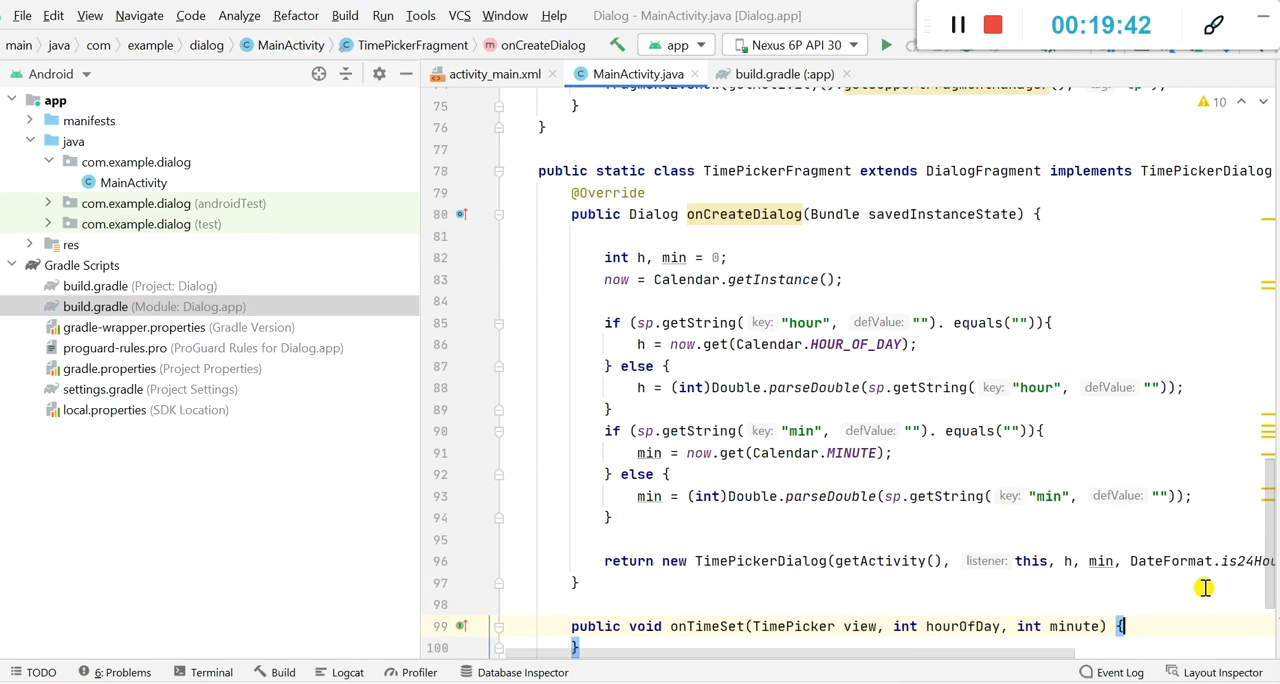 File Edit View Navigate Code Analyze Refactor Build Run Tools VCS Window Help Dialog - MainActivity.java [Dialog.app]
00:19:42
main java com example dialog MainActivity TimePickerFragment onCreateDialog app Nexus 6P API 30
Android
activity_main.xml MainActivity.java build.gradle (:app)
10
app
manifests
java
com.example.dialog
MainActivity
com.example.dialog (androidTest)
com.example.dialog (test)
res
Gradle Scripts
build.gradle (Project: Dialog)
build.gradle (Module: Dialog.app)
gradle-wrapper.properties (Gradle Version)
proguard-rules.pro (ProGuard Rules for Dialog.app)
gradle.properties (Project Properties)
settings.gradle (Project Settings)
local.properties (SDK Location)
75 }
76 }
77
78 public static class TimePickerFragment extends DialogFragment implements TimePickerDialog
79 @Override
80 public Dialog onCreateDialog(Bundle savedInstanceState) {
81
82 int h, min = 0;
83 now = Calendar.getInstance();
84
85 if (sp.getString( key: "hour", defValue: ""). equals("")){
86 h = now.get(Calendar.HOUR_OF_DAY);
87 } else {
88 h = (int)Double.parseDouble(sp.getString( key: "hour", defValue: ""));
89 }
90 if (sp.getString( key: "min", defValue: ""). equals("")){
91 min = now.get(Calendar.MINUTE);
92 } else {
93 min = (int)Double.parseDouble(sp.getString( key: "min", defValue: ""));
94 }
95
96 return new TimePickerDialog(getActivity(), listener: this, h, min, DateFormat.is24Hou
97 }
98
99 public void onTimeSet(TimePicker view, int hourOfDay, int minute) {
100 }
TODO 6: Problems Terminal Build Logcat Profiler Database Inspector Event Log Layout Inspector